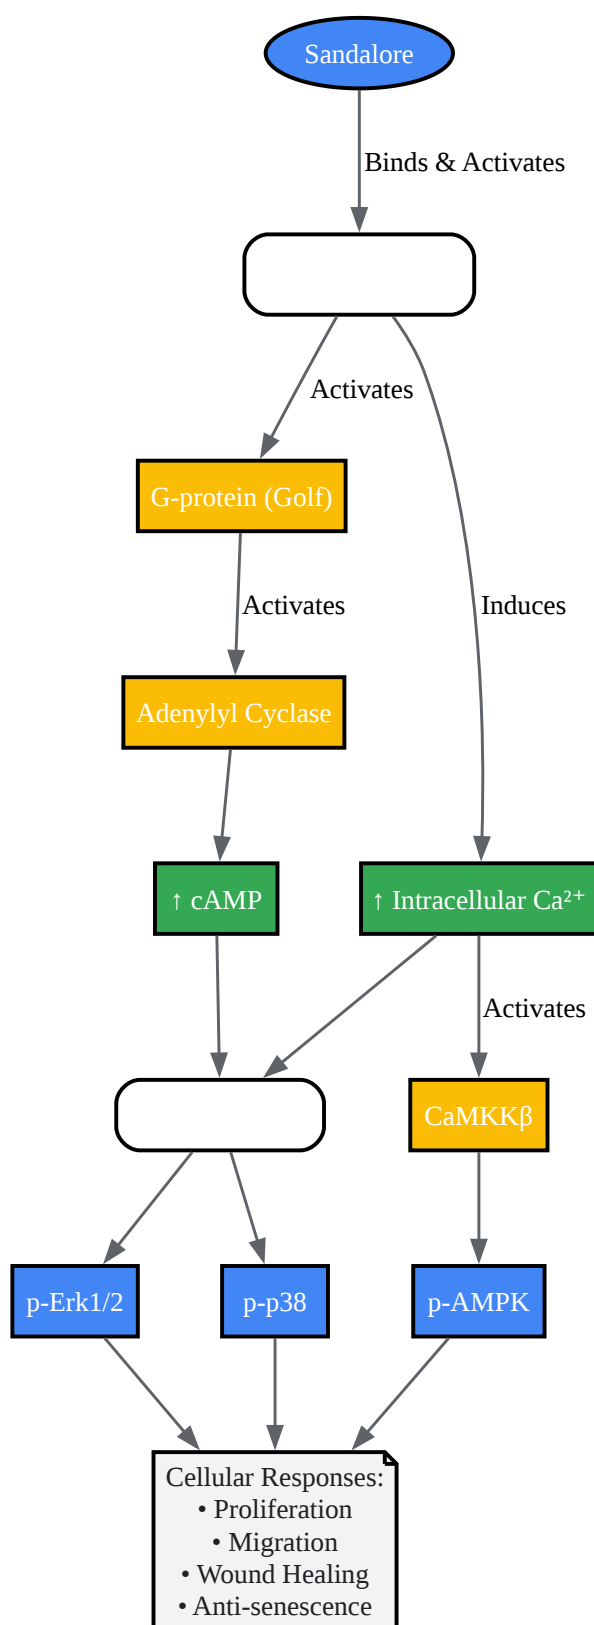 Sandalore
Binds & Activates
Activates
G-protein (Golf)
Activates
Induces
Adenylyl Cyclase
↑ cAMP
↑ Intracellular Ca²⁺
Activates
CaMKKβ
p-Erk1/2
p-p38
p-AMPK
Cellular Responses:
• Proliferation
• Migration
• Wound Healing
• Anti-senescence